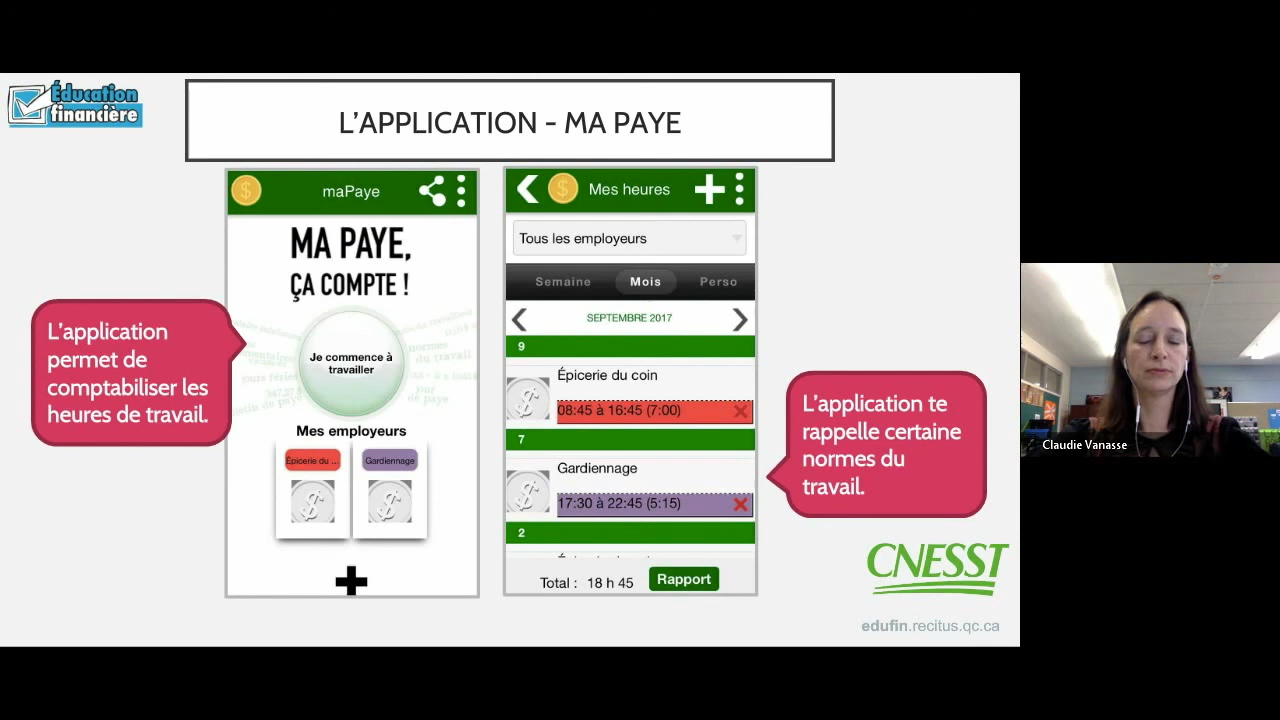 Éducation
financière
L'APPLICATION - MA PAYE
maPaye
MA PAYE,
ÇA COMPTE !
Je commence à
travailler
Mes employeurs
Épicerie du ...
Gardiennage
Mes heures
Tous les employeurs
Semaine
Mois
Perso
SEPTEMBRE 2017
9
Épicerie du coin
08:45 à 16:45 (7:00)
7
Gardiennage
17:30 à 22:45 (5:15)
2
Total : 18 h 45
Rapport
L'application
permet de
comptabiliser les
heures de travail.
L'application te
rappelle certaine
normes du
travail.
CNESST
edufin.recitus.qc.ca
Claudie Vanasse